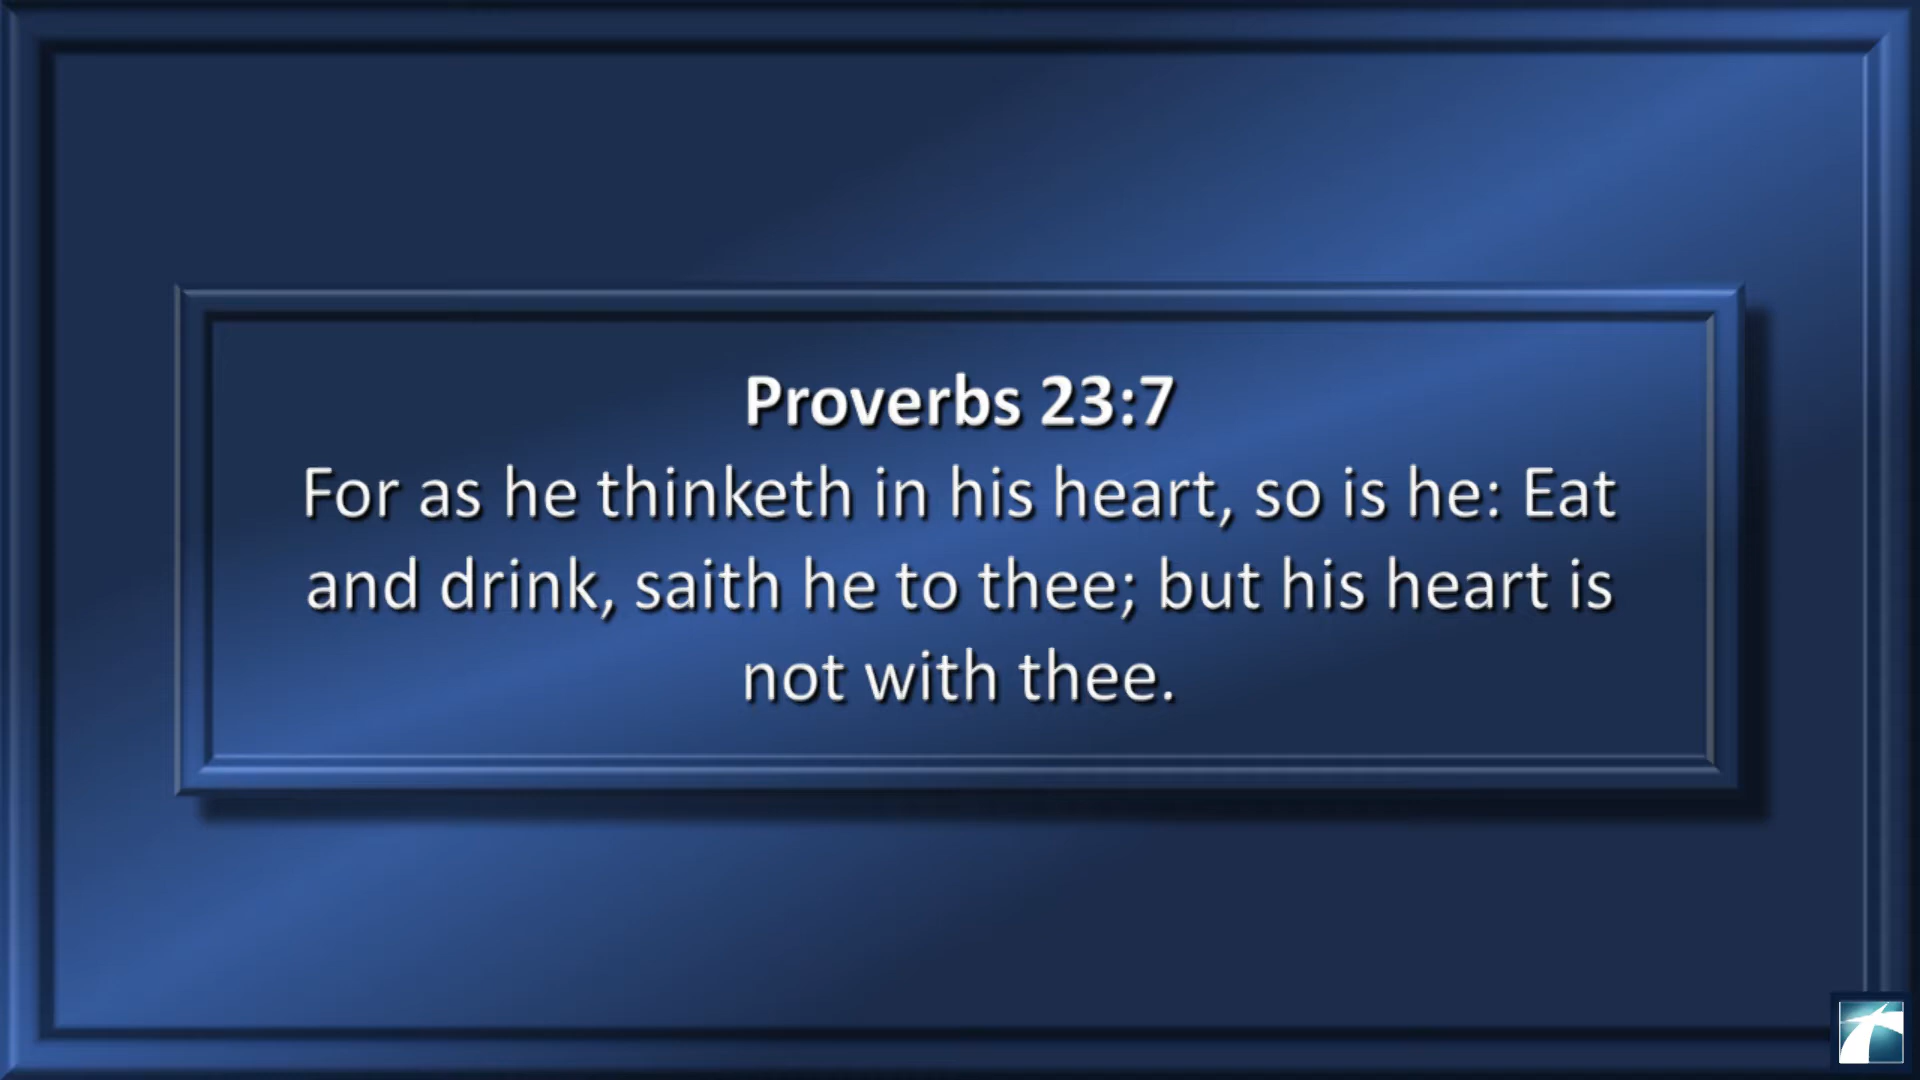 Proverbs 23:7
For as he thinketh in his heart, so is he: Eat
and drink, saith he to thee; but his heart is
not with thee.